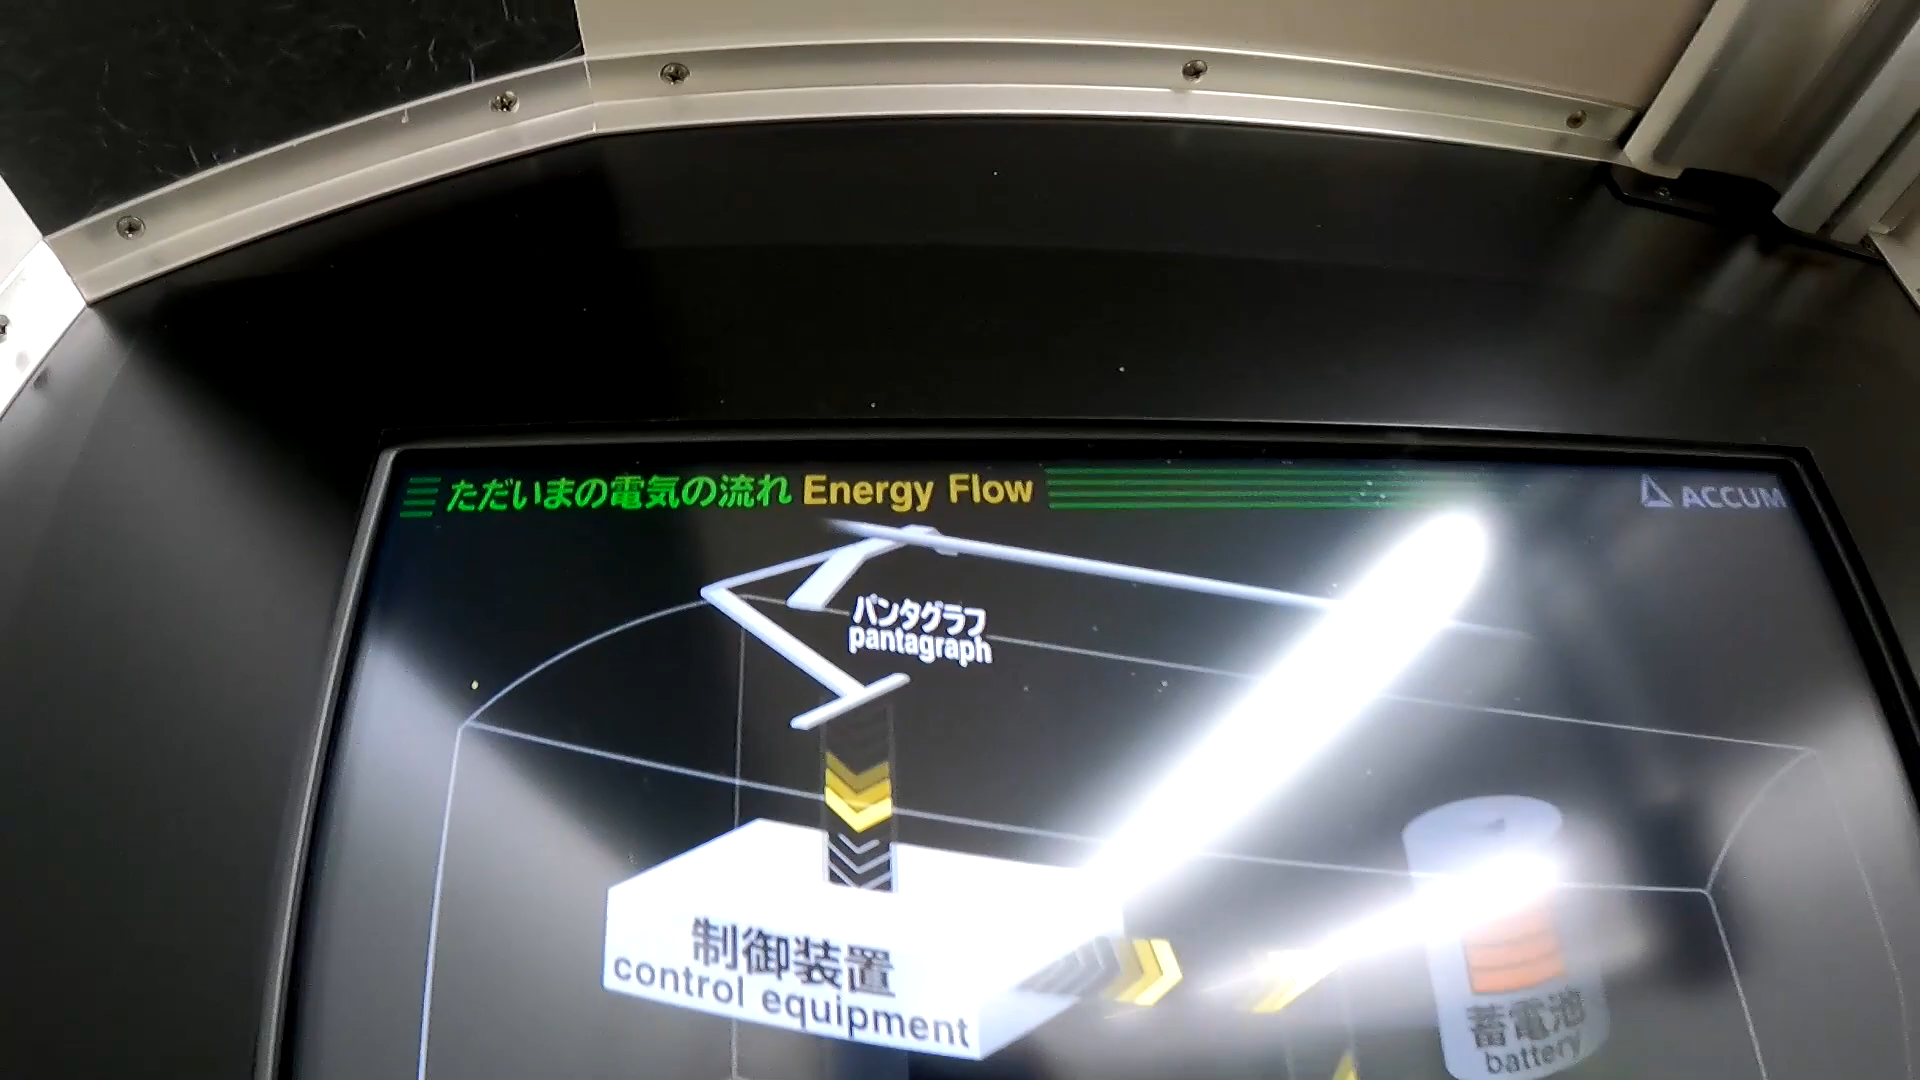 ただいまの電気の流れ Energy Flow
ACCUM
パンタグラフ
pantagraph
制御装置
control equipment
蓄電池
battery